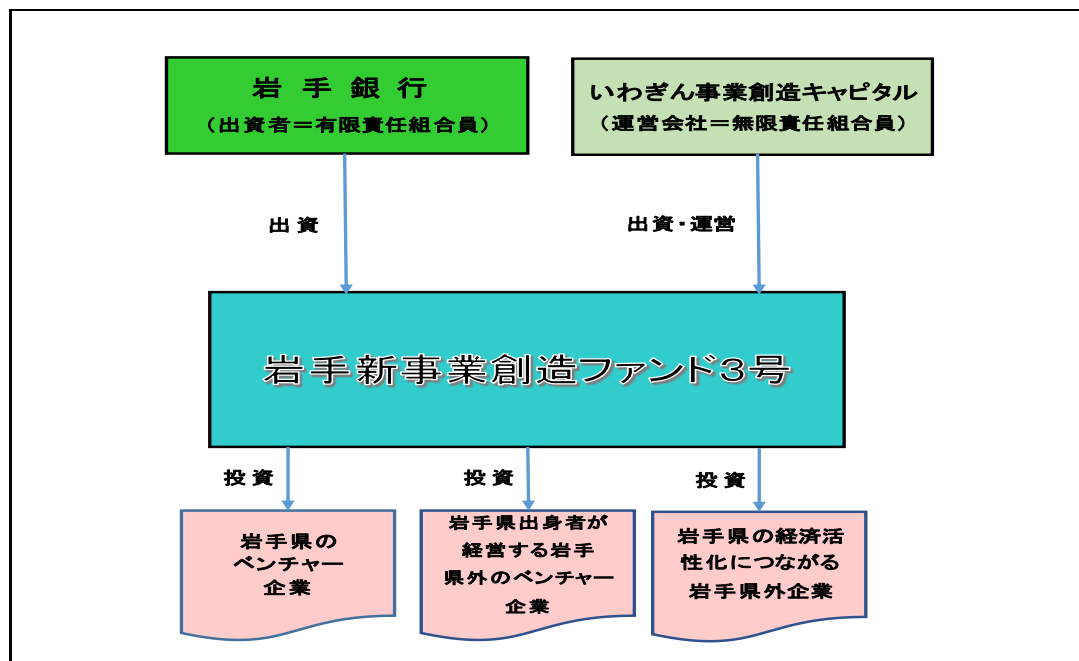 岩手銀行
（出資者＝有限責任組合員）
いわぎん事業創造キャピタル
（運営会社＝無限責任組合員）
出資
出資・運営
岩手新事業創造ファンド３号
投資
投資
投資
岩手県の
ベンチャー
企業
岩手県出身者が
経営する岩手
県外のベンチャー
企業
岩手県の経済活
性化につながる
岩手県外企業